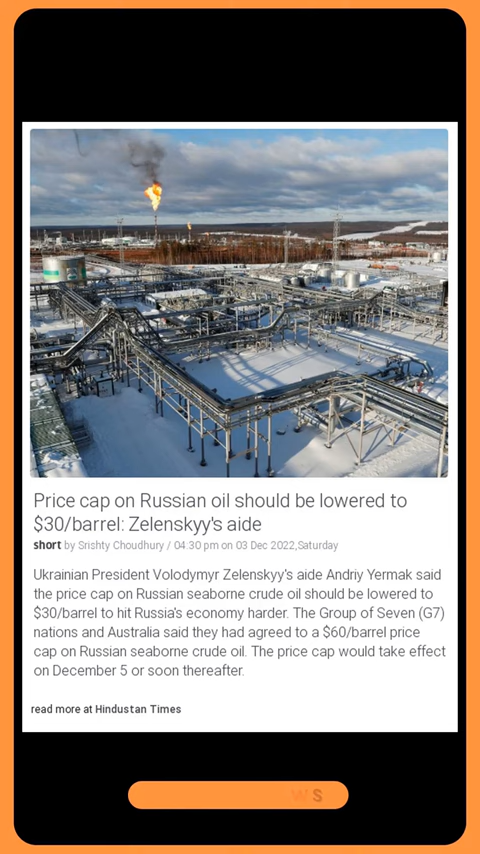 Price cap on Russian oil should be lowered to
$30/barrel: Zelenskyy's aide
short by Srishty Choudhury / 04:30 pm on 03 Dec 2022,Saturday
Ukrainian President Volodymyr Zelenskyy's aide Andriy Yermak said
the price cap on Russian seaborne crude oil should be lowered to
$30/barrel to hit Russia's economy harder. The Group of Seven (G7)
nations and Australia said they had agreed to a $60/barrel price
cap on Russian seaborne crude oil. The price cap would take effect
on December 5 or soon thereafter.
read more at Hindustan Times
WS